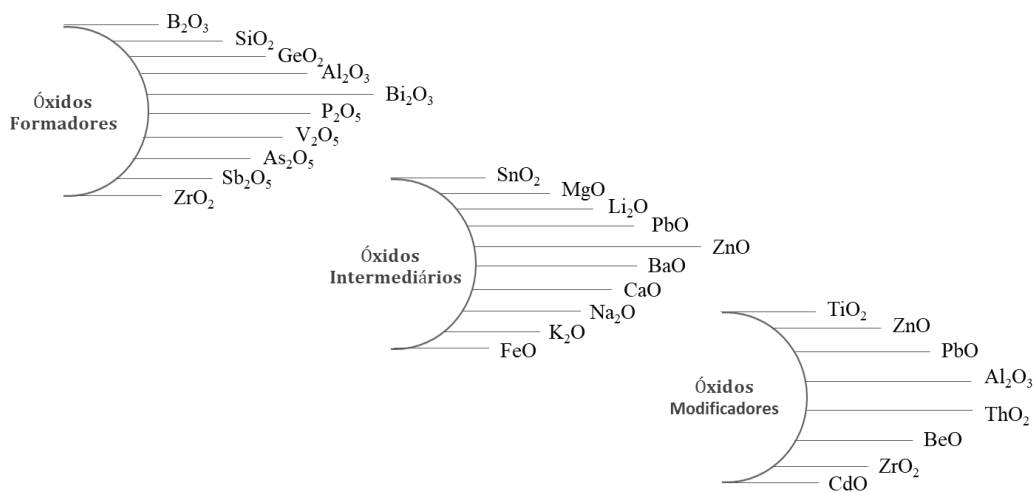 Óxidos
Formadores
B₂O₃
SiO₂
GeO₂
Al₂O₃
Bi₂O₃
P₂O₅
V₂O₅
As₂O₅
Sb₂O₅
ZrO₂
Óxidos
Intermediários
SnO₂
MgO
Li₂O
PbO
ZnO
BaO
CaO
Na₂O
K₂O
FeO
Óxidos
Modificadores
TiO₂
ZnO
PbO
Al₂O₃
ThO₂
BeO
ZrO₂
CdO